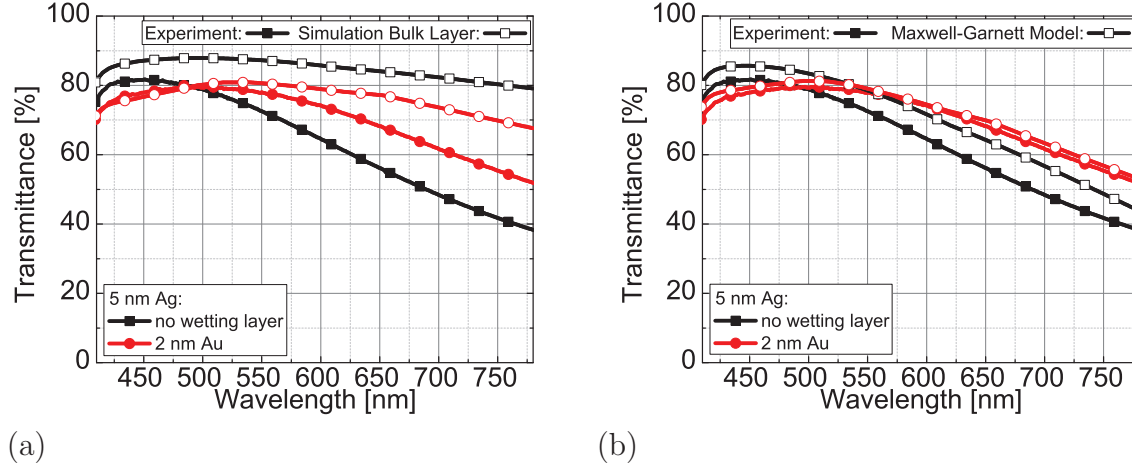 Experiment: Simulation Bulk Layer:
100
80
60
40
20
0
Transmittance [%]
5 nm Ag:
no wetting layer
2 nm Au
450 500 550 600 650 700 750
Wavelength [nm]
(a)
Experiment: Maxwell-Garnett Model:
100
80
60
40
20
0
Transmittance [%]
5 nm Ag:
no wetting layer
2 nm Au
450 500 550 600 650 700 750
Wavelength [nm]
(b)